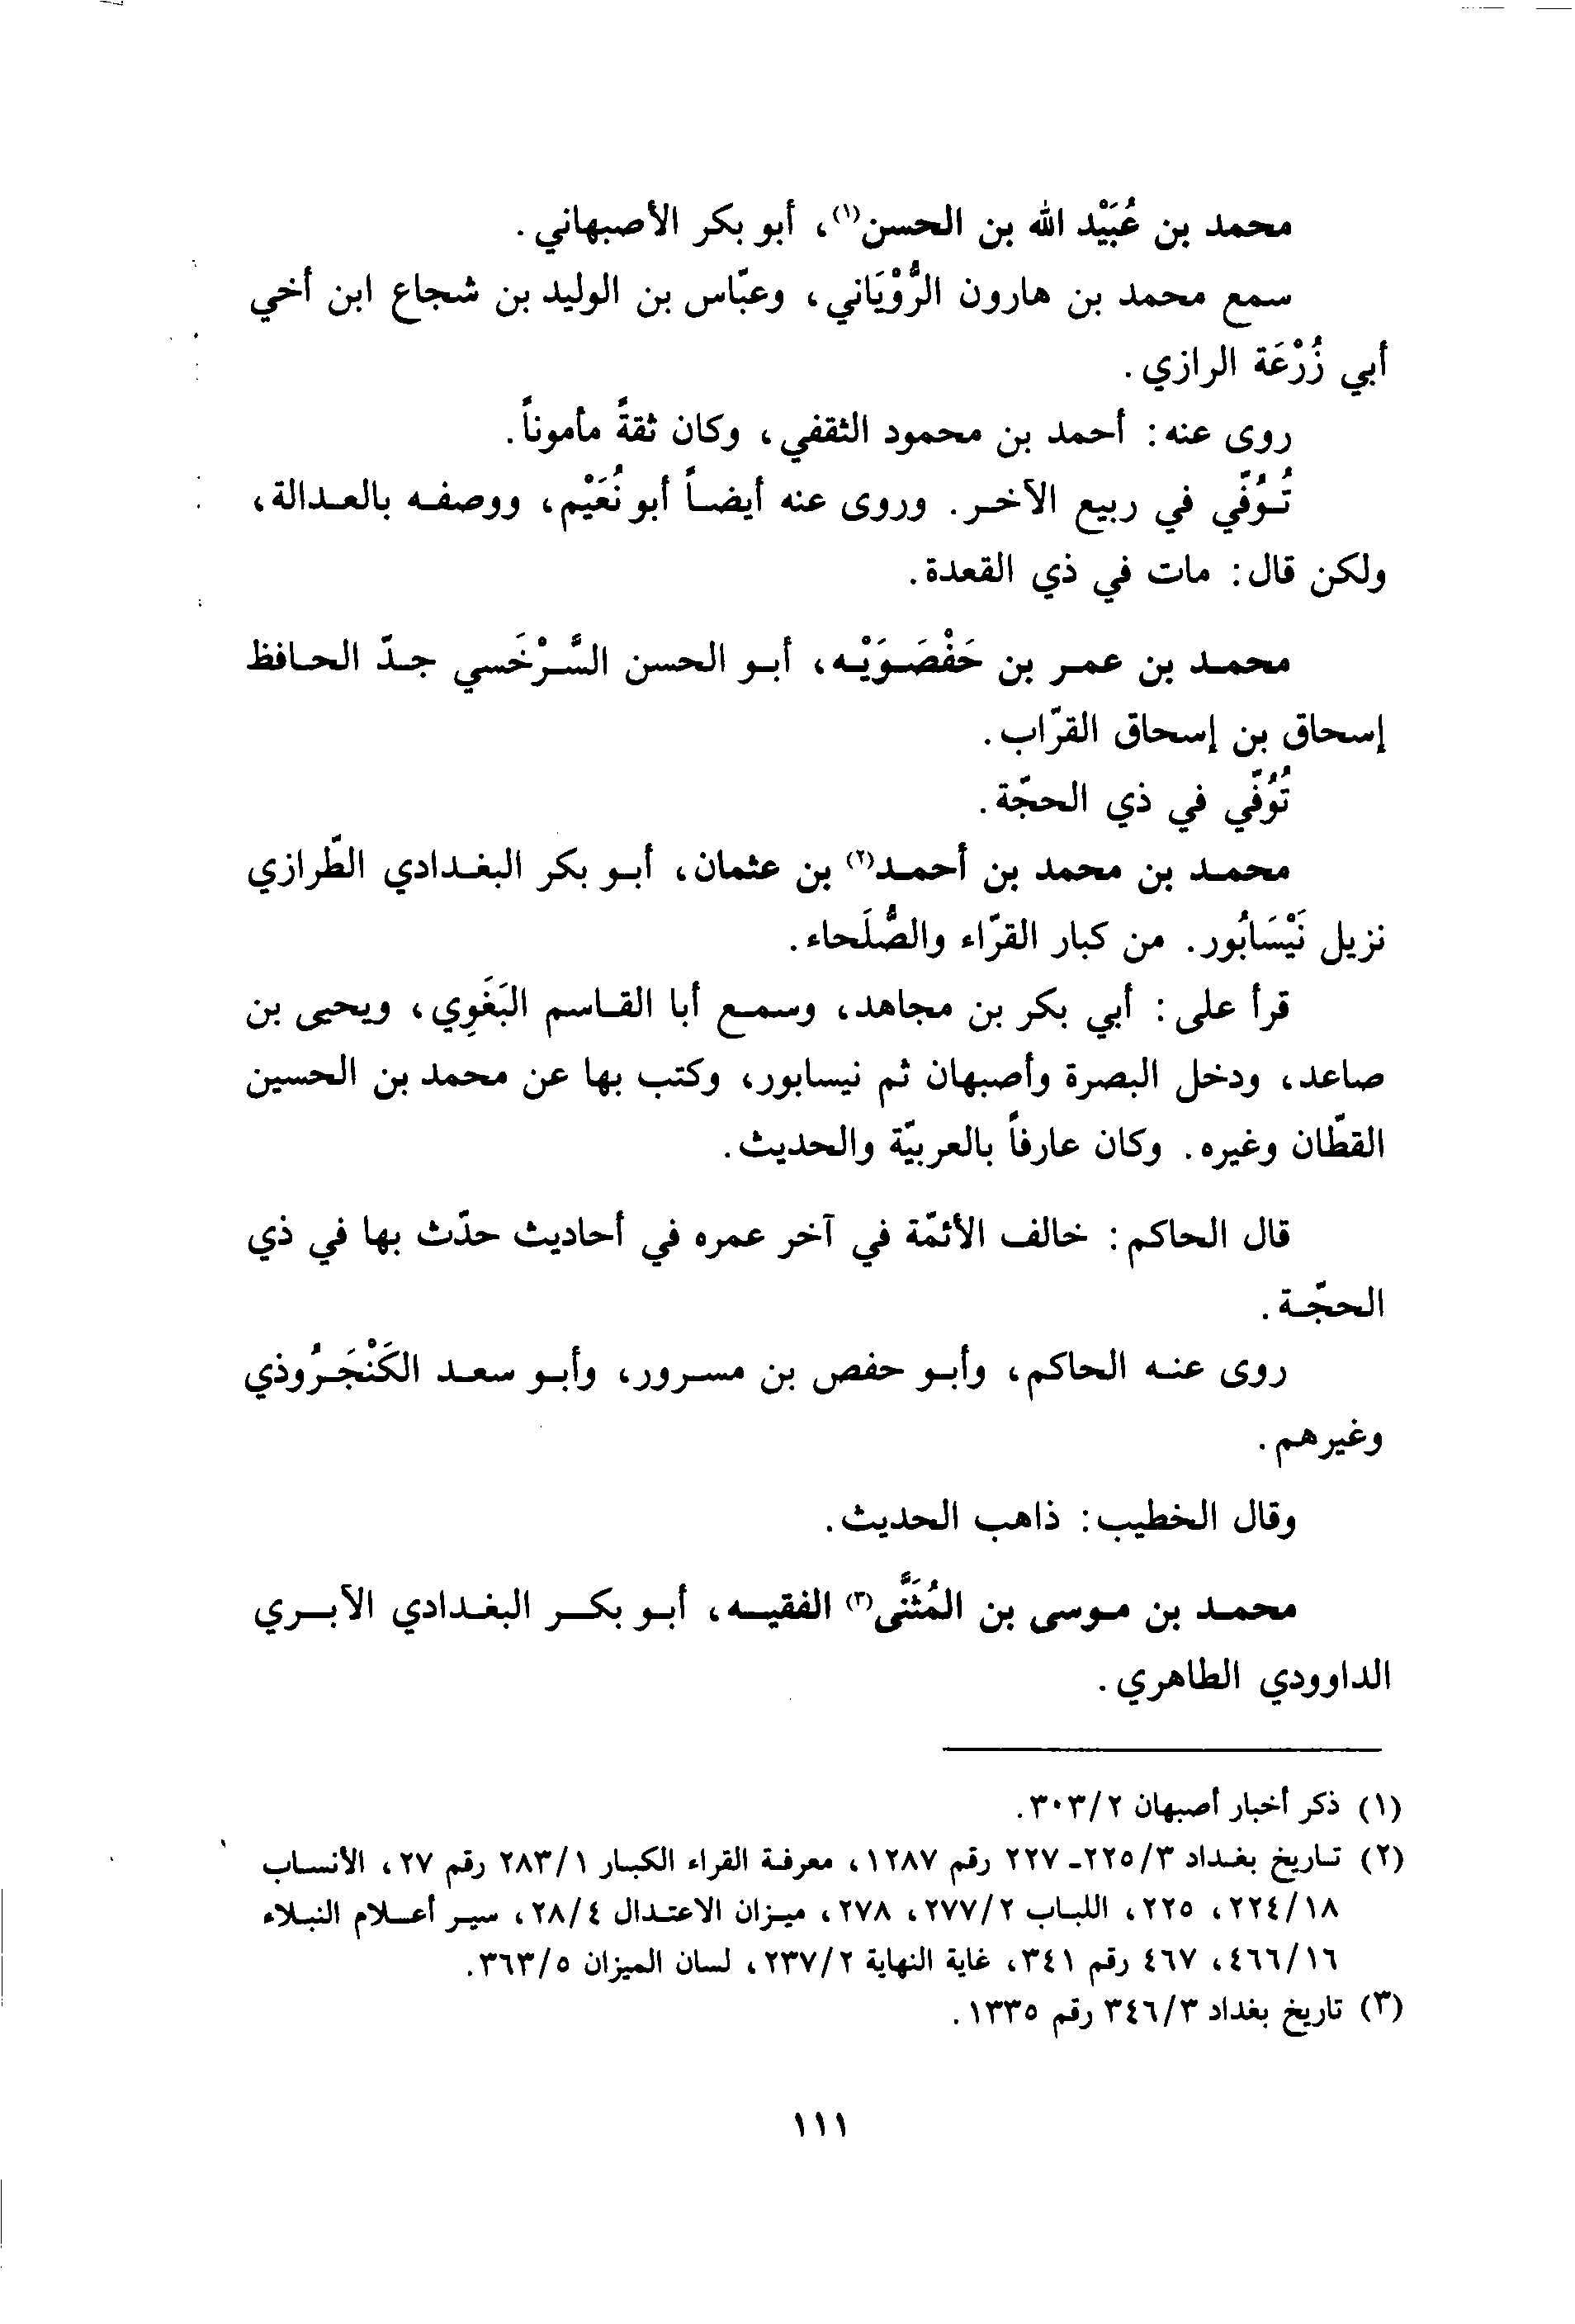 محمد بن عُبَيْد الله بن الحسن(١)، أبو بكر الأصبهاني.
سمع محمد بن هارون الرُّوْيَاني، وعبّاس بن الوليد بن شجاع ابن أخي
أبي زُرْعَة الرازي.
روى عنه: أحمد بن محمود الثقفي، وكان ثقةً مأموناً.
تُوُفّي في ربيع الآخر. وروى عنه أيضاً أبو نُعَيْم، ووصفه بالعدالة،
ولكن قال: مات في ذي القعدة.
محمد بن عمر بن حَفْصَوَيْه، أبو الحسن السَّرْخَسي جدّ الحافظ
إسحاق بن إسحاق القرّاب.
تُوُفّي في ذي الحجّة.
محمد بن محمد بن أحمد(٢) بن عثمان، أبو بكر البغدادي الطّرازي
نزيل نَيْسَابُور. من كبار القرّاء والصُّلَحاء.
قرأ على: أبي بكر بن مجاهد، وسمع أبا القاسم البَغَوِي، ويحيى بن
صاعد، ودخل البصرة وأصبهان ثم نيسابور، وكتب بها عن محمد بن الحسين
القطّان وغيره. وكان عارفاً بالعربيّة والحديث.
قال الحاكم: خالف الأئمّة في آخر عمره في أحاديث حدّث بها في ذي
الحجّة.
روى عنه الحاكم، وأبو حفص بن مسرور، وأبو سعد الكَنْجَرُوذي
وغيرهم.
وقال الخطيب: ذاهب الحديث.
محمد بن موسى بن المُثَنَّى(٣) الفقيه، أبو بكر البغدادي الآبري
الداوودي الطاهري.
(١) ذكر أخبار أصبهان ٣٠٣/٢.
(٢) تاريخ بغداد ٢٢٥/٣ـ ٢٢٧ رقم ١٢٨٧، معرفة القراء الكبار ٢٨٣/١ رقم ٢٧، الأنساب
٢٢٤/١٨، ٢٢٥، اللباب ٢٧٧/٢، ٢٧٨، ميزان الاعتدال ٢٨/٤، سير أعلام النبلاء
٤٦٦/١٦، ٤٦٧ رقم ٣٤١، غاية النهاية ٢٣٧/٢، لسان الميزان ٣٦٣/٥.
(٣) تاريخ بغداد ٣٤٦/٣ رقم ١٣٣٥.
١١١